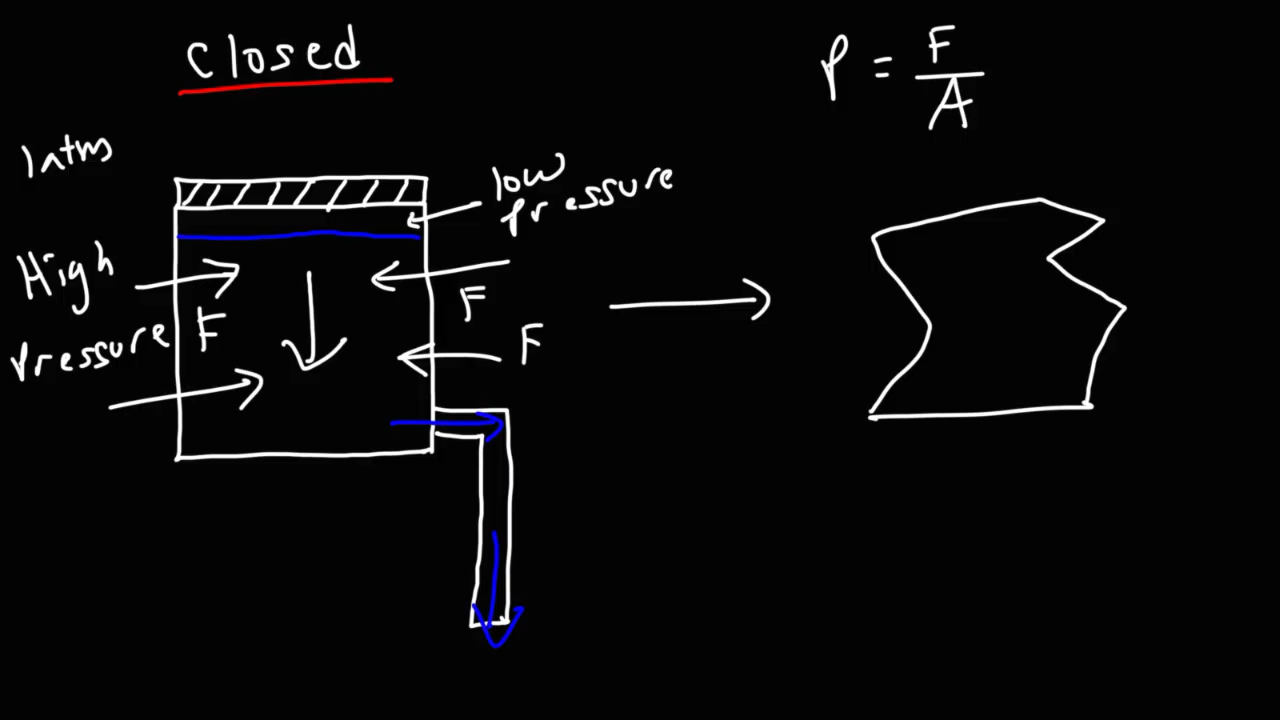 Closed
P = F/A
1atm
low
pressure
High
pressure
F
F
F